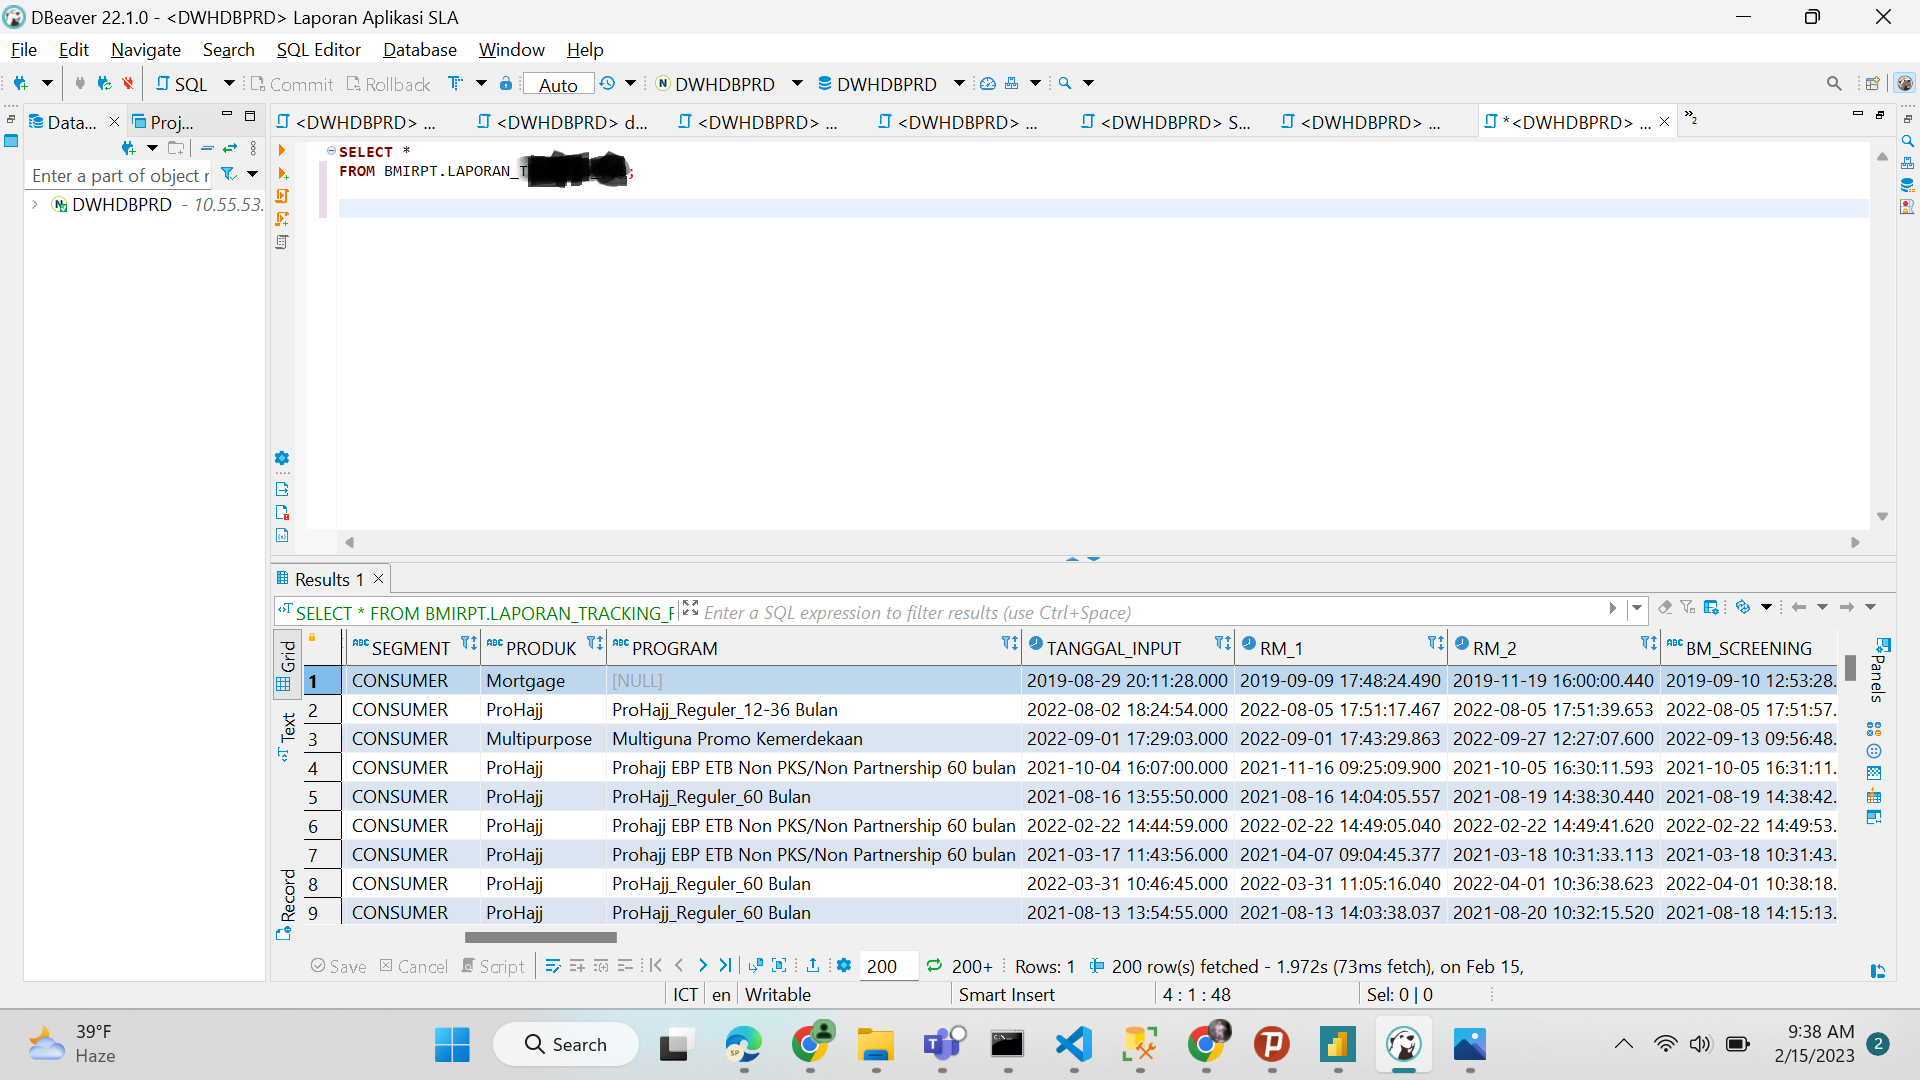 DBeaver 22.1.0 - <DWHDBPRD> Laporan Aplikasi SLA
File Edit Navigate Search SQL Editor Database Window Help
SQL Commit Rollback Auto DWHDBPRD DWHDBPRD
Data... Proj...
<DWHDBPRD> ... <DWHDBPRD> d... <DWHDBPRD> ... <DWHDBPRD> ... <DWHDBPRD> S... <DWHDBPRD> ... *<DWHDBPRD> ... »2
Enter a part of object r
DWHDBPRD - 10.55.53.
SELECT *
FROM BMIRPT.LAPORAN_T ;
Results 1
SELECT * FROM BMIRPT.LAPORAN_TRACKING_F Enter a SQL expression to filter results (use Ctrl+Space)
Grid
Text
Record
Panels
ABC SEGMENT ABC PRODUK ABC PROGRAM TANGGAL_INPUT RM_1 RM_2 ABC BM_SCREENING
1 CONSUMER Mortgage [NULL] 2019-08-29 20:11:28.000 2019-09-09 17:48:24.490 2019-11-19 16:00:00.440 2019-09-10 12:53:28.
2 CONSUMER ProHajj ProHajj_Reguler_12-36 Bulan 2022-08-02 18:24:54.000 2022-08-05 17:51:17.467 2022-08-05 17:51:39.653 2022-08-05 17:51:57.
3 CONSUMER Multipurpose Multiguna Promo Kemerdekaan 2022-09-01 17:29:03.000 2022-09-01 17:43:29.863 2022-09-27 12:27:07.600 2022-09-13 09:56:48.
4 CONSUMER ProHajj Prohajj EBP ETB Non PKS/Non Partnership 60 bulan 2021-10-04 16:07:00.000 2021-11-16 09:25:09.900 2021-10-05 16:30:11.593 2021-10-05 16:31:11.
5 CONSUMER ProHajj ProHajj_Reguler_60 Bulan 2021-08-16 13:55:50.000 2021-08-16 14:04:05.557 2021-08-19 14:38:30.440 2021-08-19 14:38:42.
6 CONSUMER ProHajj Prohajj EBP ETB Non PKS/Non Partnership 60 bulan 2022-02-22 14:44:59.000 2022-02-22 14:49:05.040 2022-02-22 14:49:41.620 2022-02-22 14:49:53.
7 CONSUMER ProHajj Prohajj EBP ETB Non PKS/Non Partnership 60 bulan 2021-03-17 11:43:56.000 2021-04-07 09:04:45.377 2021-03-18 10:31:33.113 2021-03-18 10:31:43.
8 CONSUMER ProHajj ProHajj_Reguler_60 Bulan 2022-03-31 10:46:45.000 2022-03-31 11:05:16.040 2022-04-01 10:36:38.623 2022-04-01 10:38:18.
9 CONSUMER ProHajj ProHajj_Reguler_60 Bulan 2021-08-13 13:54:55.000 2021-08-13 14:03:38.037 2021-08-20 10:32:15.520 2021-08-18 14:15:13.
Save Cancel Script 200 200+ Rows: 1 200 row(s) fetched - 1.972s (73ms fetch), on Feb 15,
ICT en Writable Smart Insert 4 : 1 : 48 Sel: 0 | 0
39°F
Haze
Search
9:38 AM
2/15/2023
2